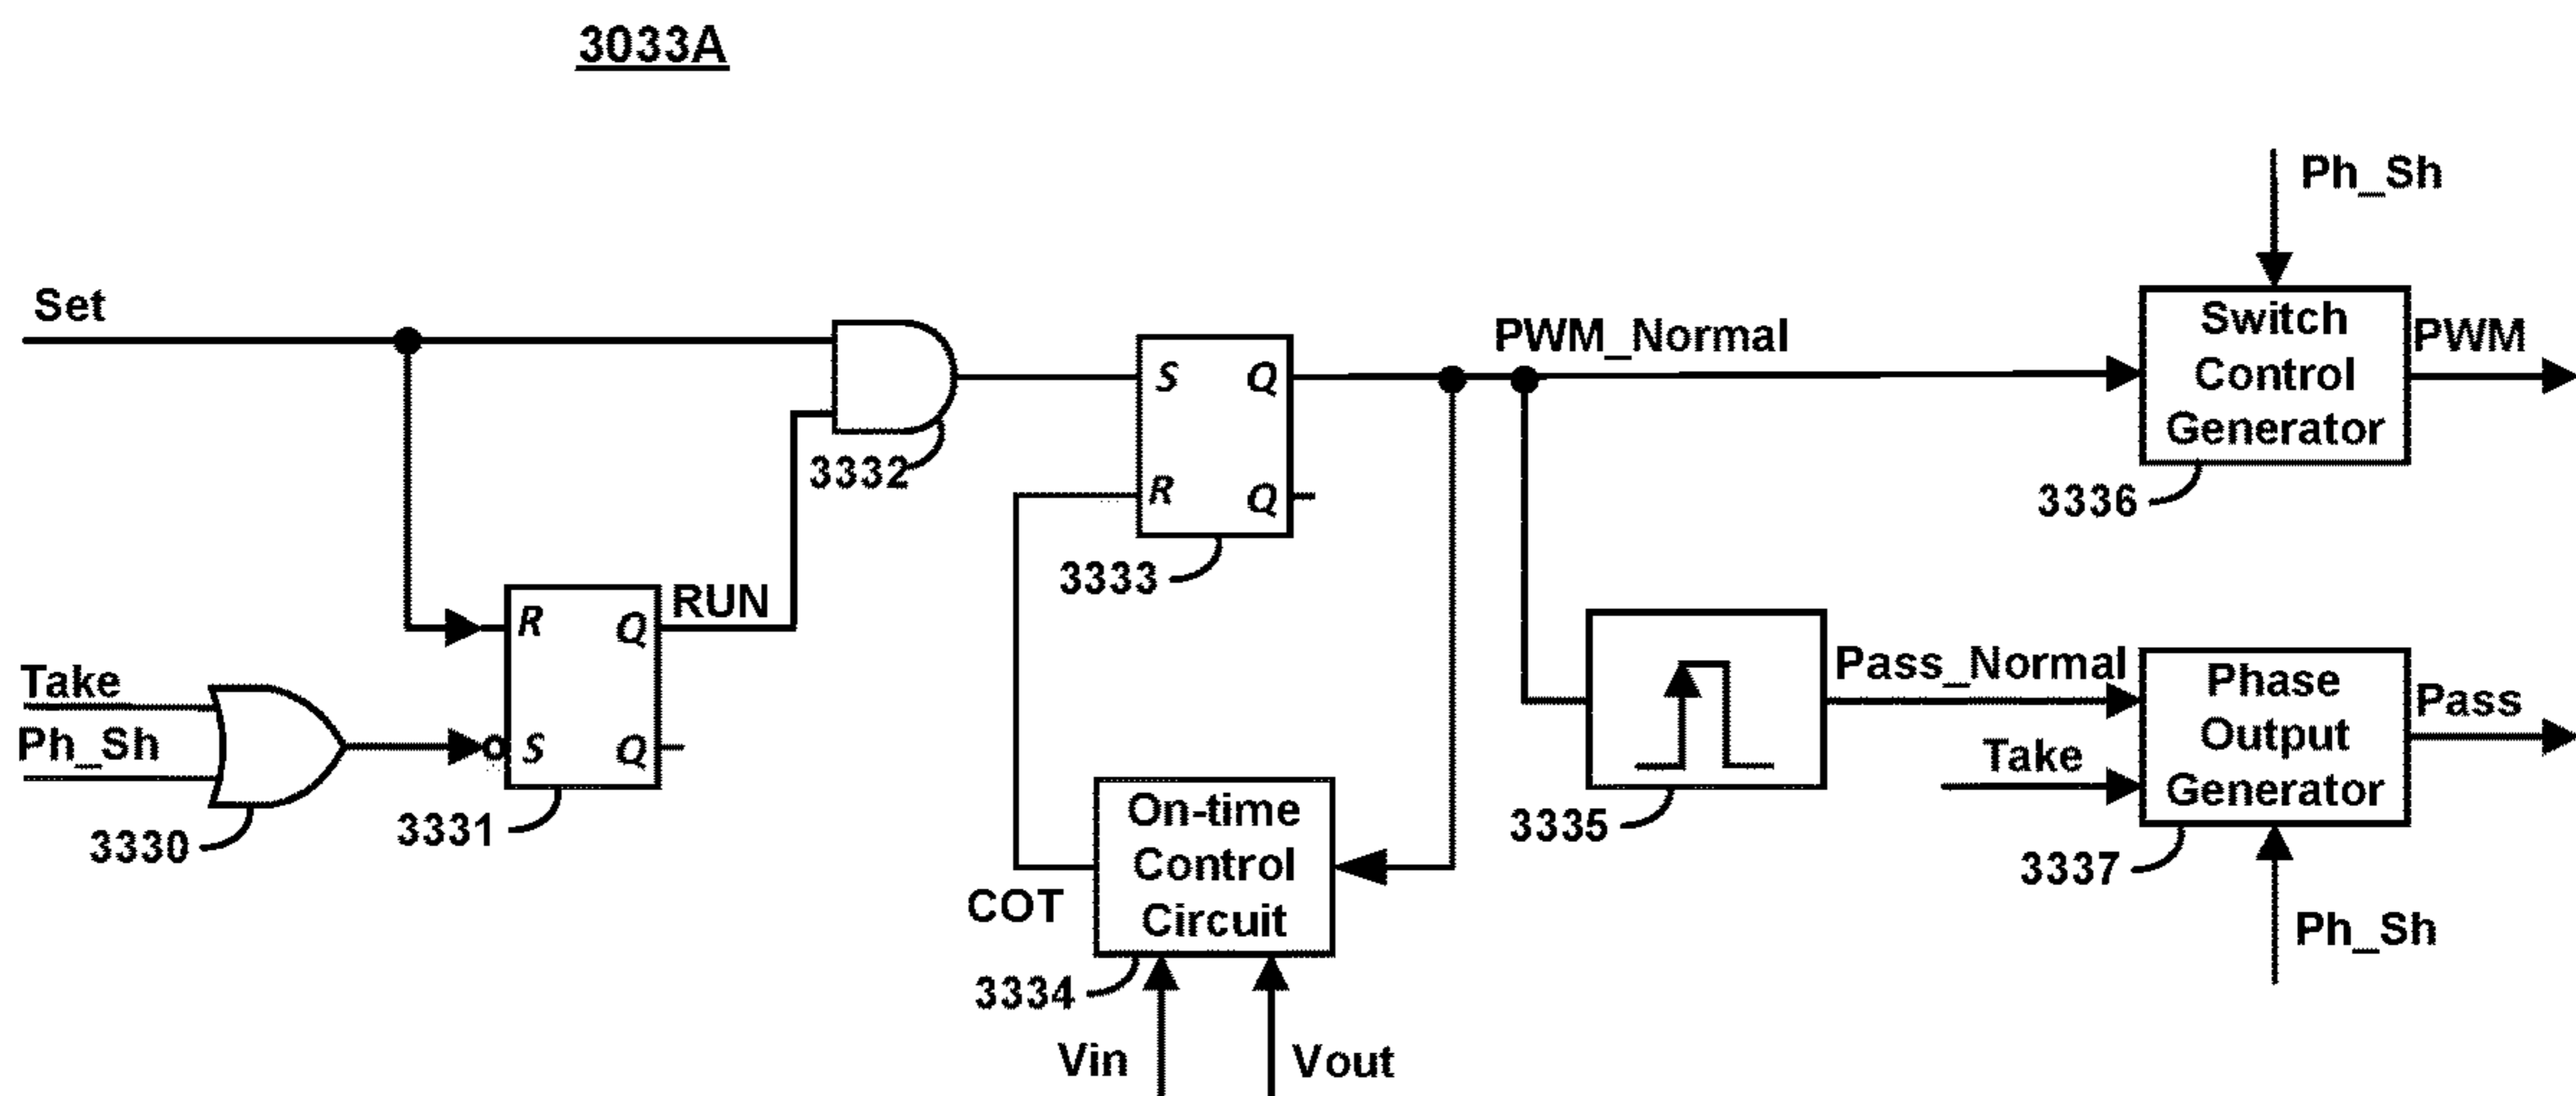 3033A
Ph_Sh
Set
Switch
Control
Generator
PWM
PWM_Normal
S
Q
R
Q
3332
3333
3336
RUN
R
Q
S
Q
Take
Ph_Sh
3330
3331
On-time
Control
Circuit
COT
3334
Vin
Vout
3335
Pass_Normal
Take
Phase
Output
Generator
Pass
3337
Ph_Sh